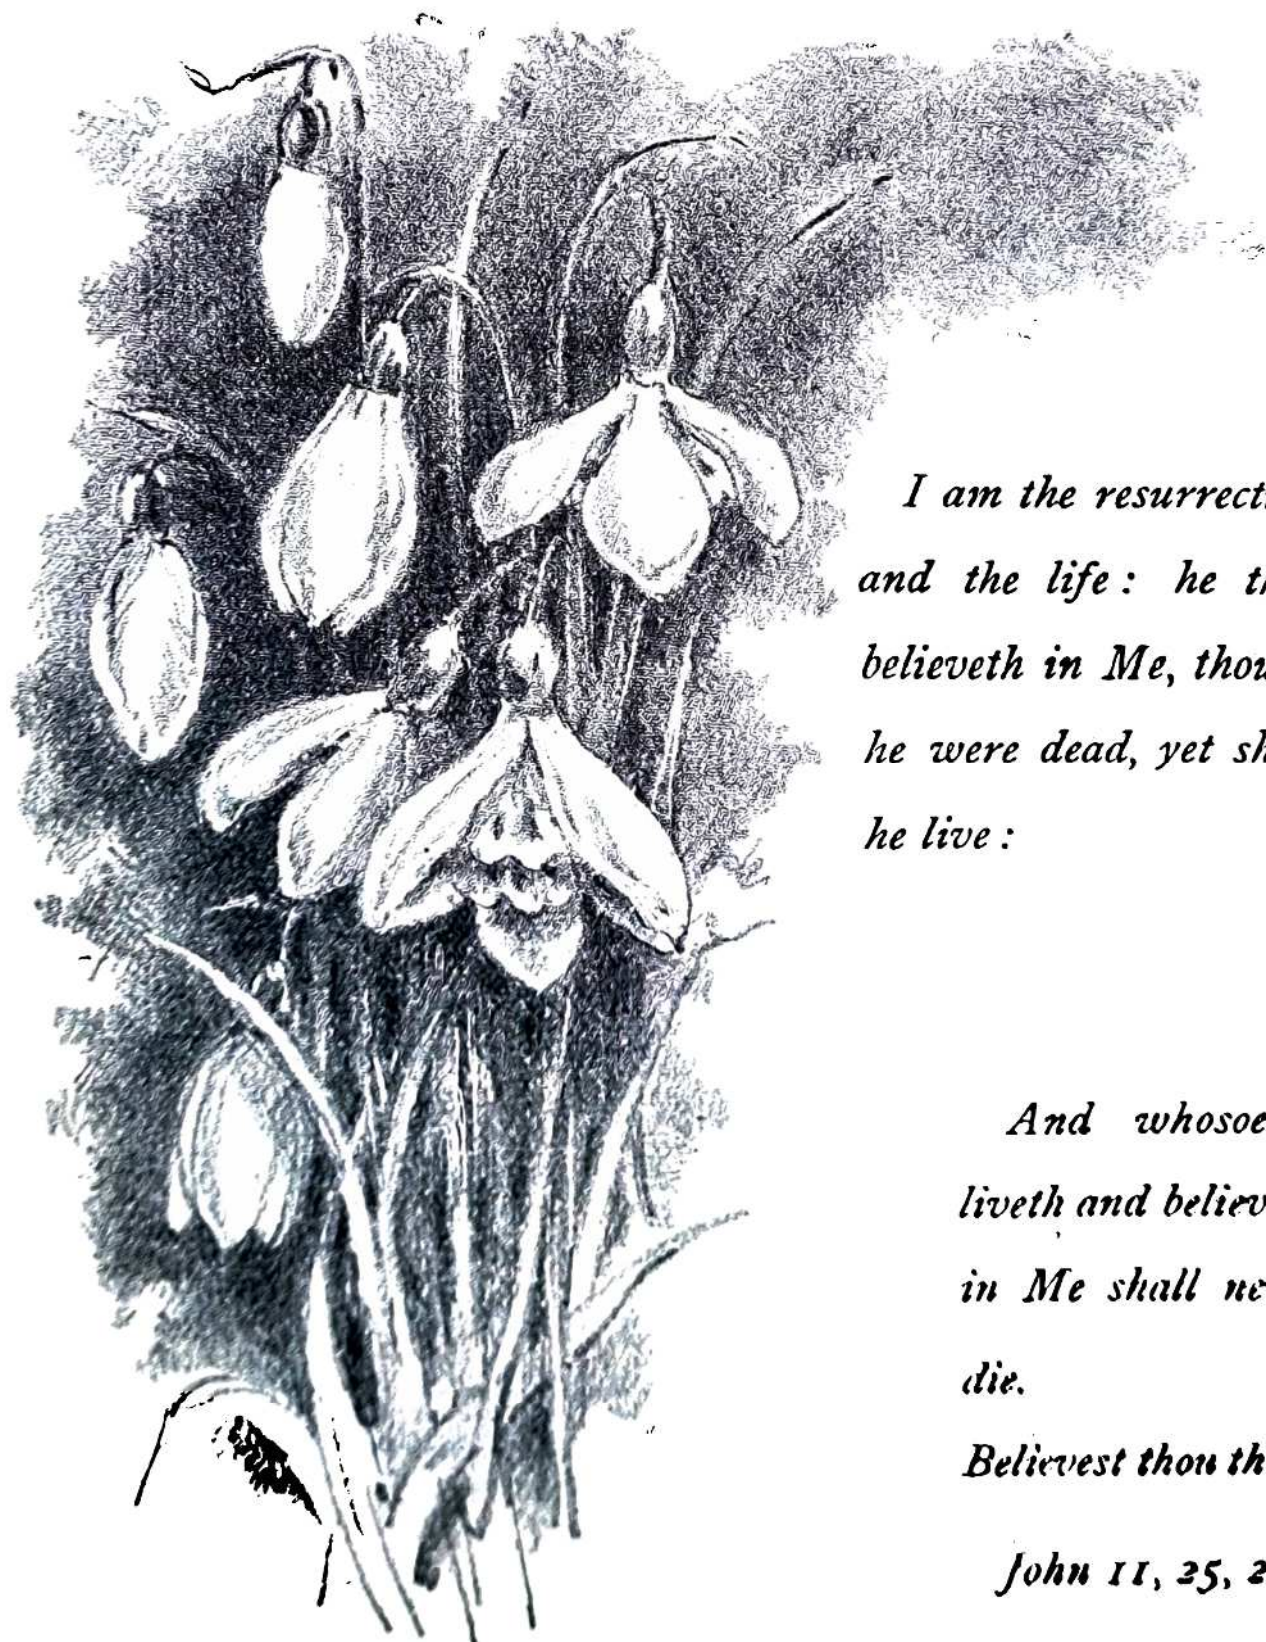 I am the resurrect
and the life : he th
believeth in Me, thou
he were dead, yet sh
he live :
And whosoe
liveth and believ
in Me shall ne
die.
Believest thou th
John 11, 25, 2